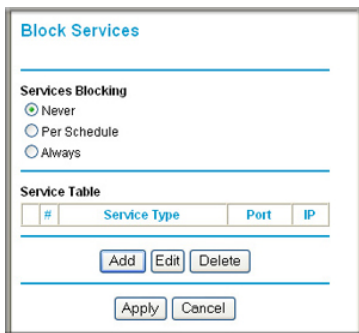 Block Services
Services Blocking
Never
Per Schedule
Always
Service Table
# Service Type Port IP
Add Edit Delete
Apply Cancel